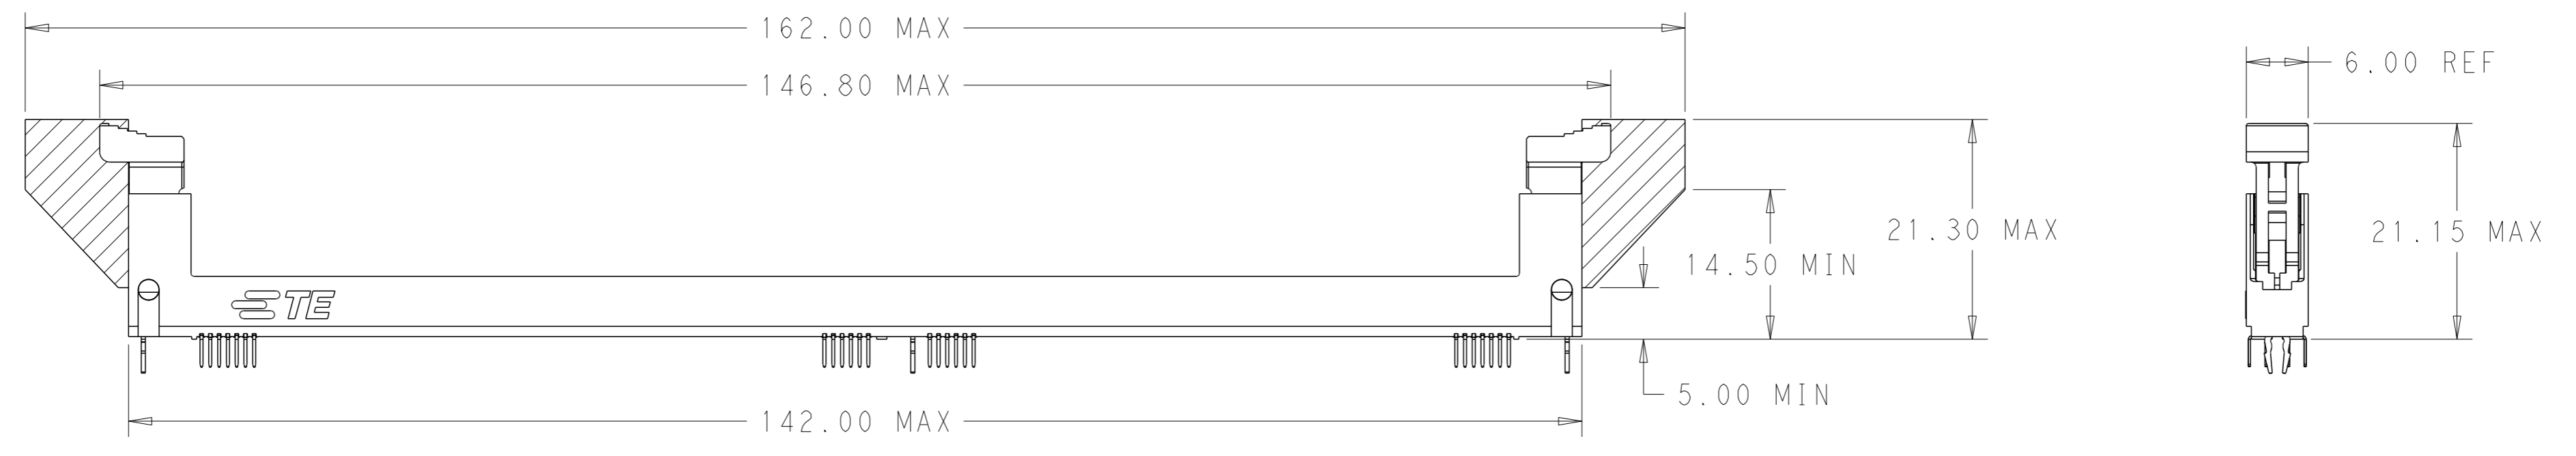 162.00 MAX
146.80 MAX
6.00 REF
21.30 MAX
21.15 MAX
14.50 MIN
TE
5.00 MIN
142.00 MAX